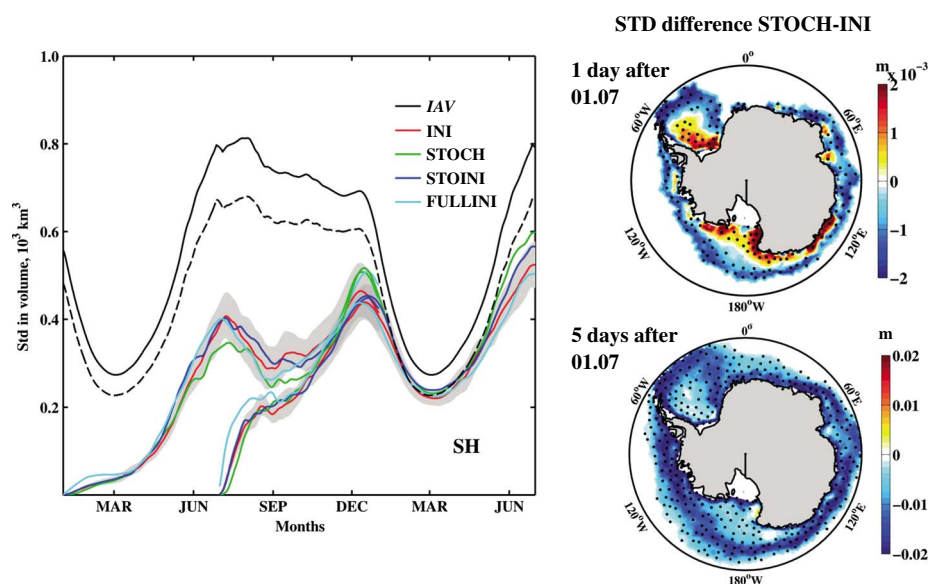 STD difference STOCH-INI
1.0
0.8
0.6
0.4
0.2
Std in volume, 10³ km³
IAV
INI
STOCH
STOINI
FULLINI
SH
MAR JUN SEP DEC MAR JUN
Months
1 day after
01.07
0°
60°W
60°E
120°W
120°E
180°W
m
x 10⁻³
2
1
0
−1
−2
5 days after
01.07
0°
60°W
60°E
120°W
120°E
180°W
m
0.02
0.01
0
−0.01
−0.02